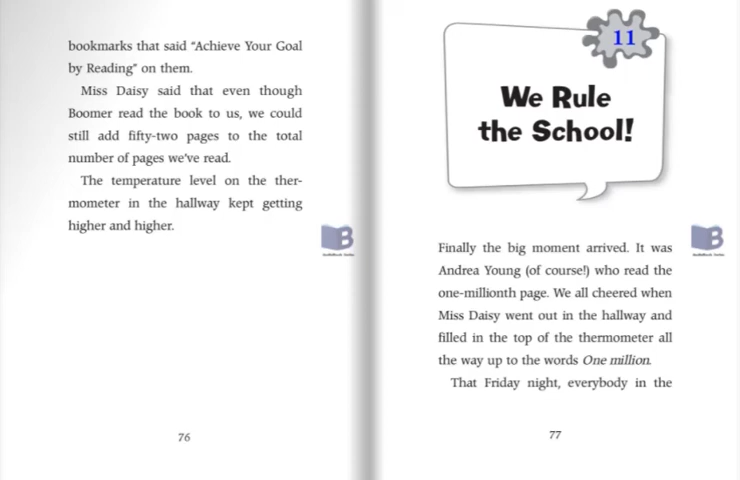 bookmarks that said “Achieve Your Goal
by Reading” on them.
Miss Daisy said that even though
Boomer read the book to us, we could
still add fifty-two pages to the total
number of pages we’ve read.
The temperature level on the ther-
mometer in the hallway kept getting
higher and higher.
76
11
We Rule
the School!
Finally the big moment arrived. It was
Andrea Young (of course!) who read the
one-millionth page. We all cheered when
Miss Daisy went out in the hallway and
filled in the top of the thermometer all
the way up to the words One million.
That Friday night, everybody in the
77
B
B